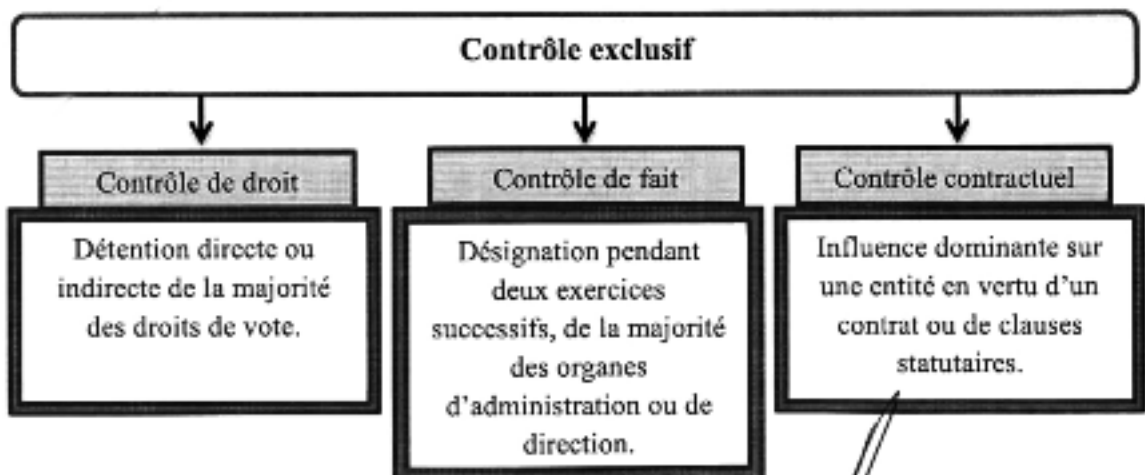 Contrôle exclusif
Contrôle de droit
Détention directe ou
indirecte de la majorité
des droits de vote.
Contrôle de fait
Désignation pendant
deux exercices
successifs, de la majorité
des organes
d'administration ou de
direction.
Contrôle contractuel
Influence dominante sur
une entité en vertu d'un
contrat ou de clauses
statutaires.